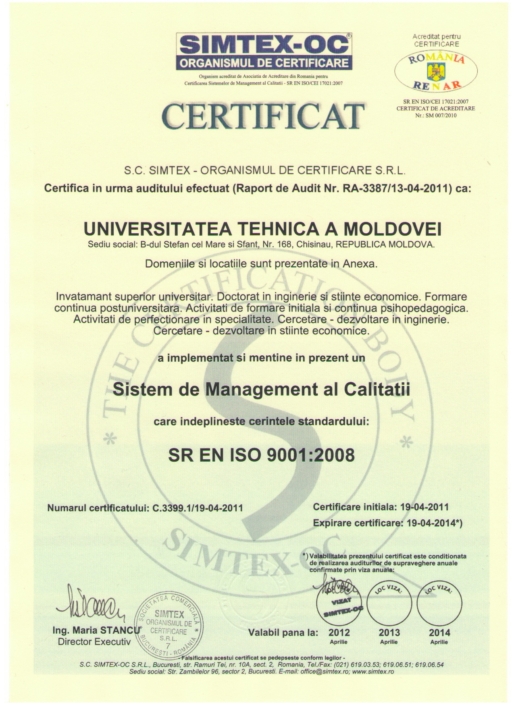 SIMTEX-OC
ORGANISMUL DE CERTIFICARE
Organism acreditat de Asociatia de Acreditare din Romania pentru
Certificarea Sistemelor de Management al Calitatii - SR EN ISO/CEI 17021:2007
Acreditat pentru
CERTIFICARE
ROMÂNIA
RENAR
SR EN ISO/CEI 17021:2007
CERTIFICAT DE ACREDITARE
Nr.: SM 007/2010
CERTIFICAT
S.C. SIMTEX - ORGANISMUL DE CERTIFICARE S.R.L.
Certifica in urma auditului efectuat (Raport de Audit Nr. RA-3387/13-04-2011) ca:
UNIVERSITATEA TEHNICA A MOLDOVEI
Sediu social: B-dul Stefan cel Mare si Sfant, Nr. 168, Chisinau, REPUBLICA MOLDOVA.
Domeniile si locatiile sunt prezentate in Anexa.
Invatamant superior universitar. Doctorat in inginerie si stiinte economice. Formare
continua postuniversitara. Activitati de formare initiala si continua psihopedagogica.
Activitati de perfectionare in specialitate. Cercetare - dezvoltare in inginerie.
Cercetare - dezvoltare in stiinte economice.
a implementat si mentine in prezent un
Sistem de Management al Calitatii
care indeplineste cerintele standardului:
SR EN ISO 9001:2008
THE CERTIFICATION BODY
SIMTEX-OC
Numarul certificatului: C.3399.1/19-04-2011
Certificare initiala: 19-04-2011
Expirare certificare: 19-04-2014*)
*) Valabilitatea prezentului certificat este conditionata
de realizarea auditurilor de supraveghere anuale
confirmate prin viza anuala:
Ing. Maria STANCU
Director Executiv
SOCIETATEA COMERCIALA
SIMTEX
ORGANISMUL DE
CERTIFICARE
S.R.L.
BUCURESTI - ROMANIA
VIZAT
SIMTEX-OC
LOC VIZA:
LOC VIZA:
Valabil pana la: 2012 2013 2014
Aprilie Aprilie Aprilie
Falsificarea acestui certificat se pedepseste conform legilor -
S.C. SIMTEX-OC S.R.L., Bucuresti, str. Ramuri Tei, nr. 10A, sect. 2, Romania, Tel./Fax: (021) 619.03.53; 619.06.51; 619.06.54
Sediu social: Str. Zambilelor 96, sector 2, Bucuresti. E-mail: office@simtex.ro; www.simtex.ro